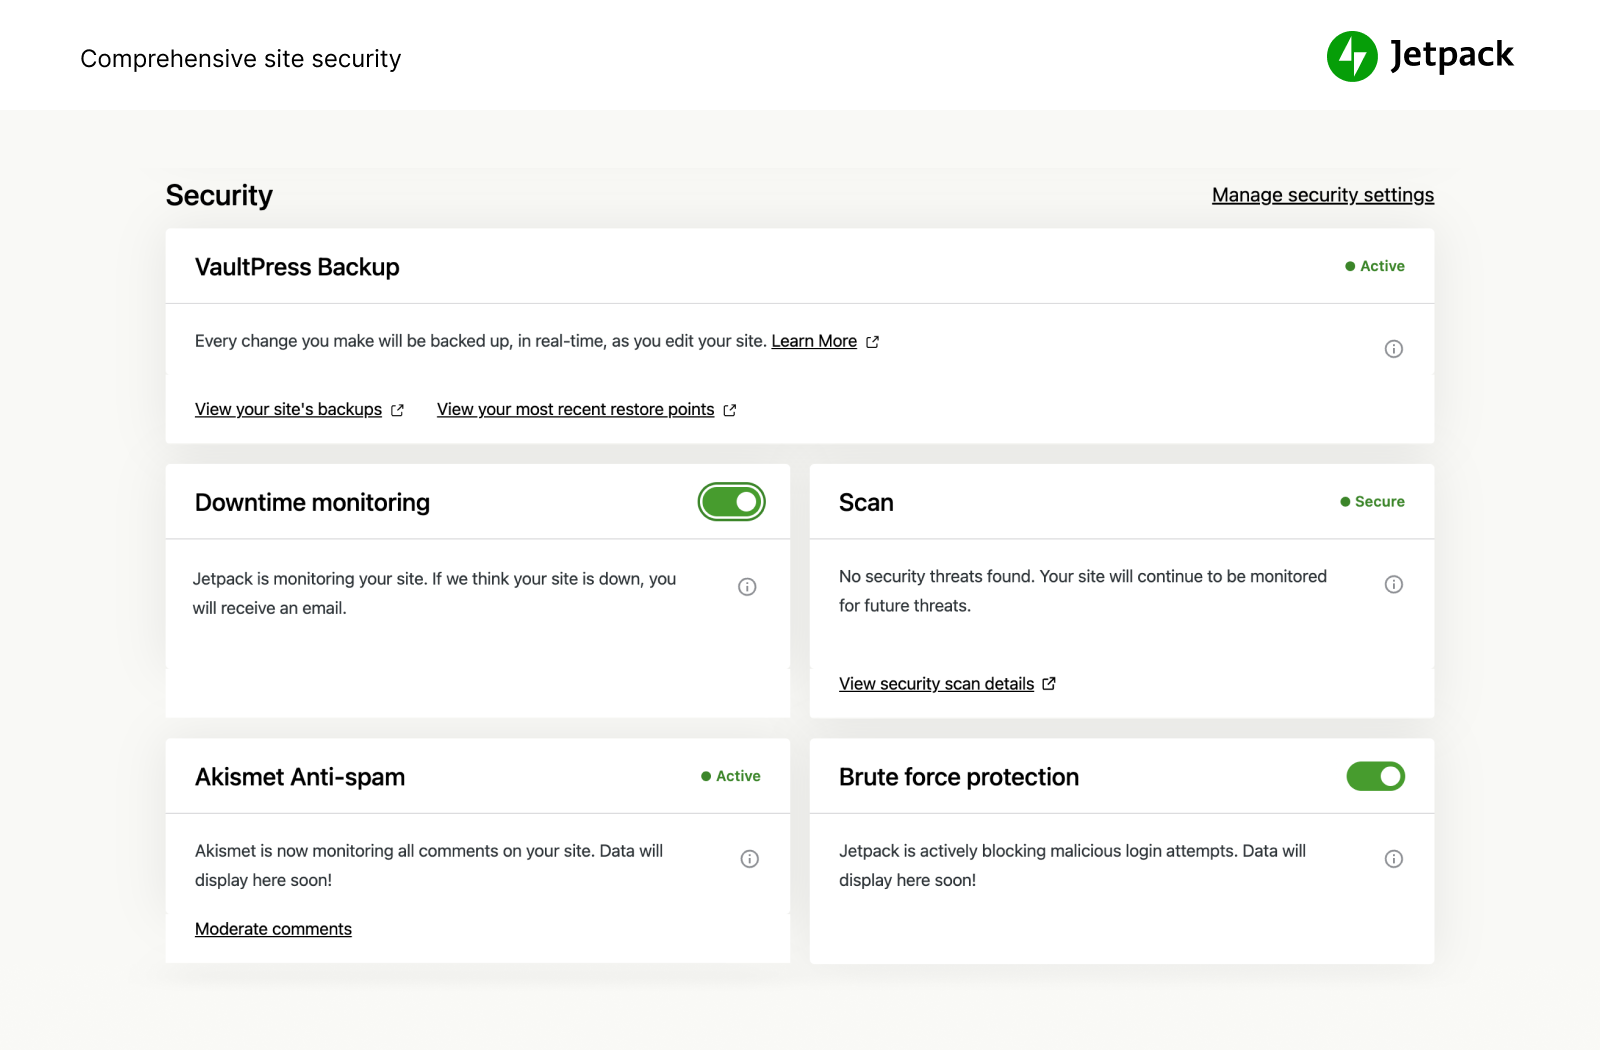 Comprehensive site security
Jetpack
Security
Manage security settings
VaultPress Backup
Active
Every change you make will be backed up, in real-time, as you edit your site. Learn More
View your site's backups
View your most recent restore points
Downtime monitoring
Jetpack is monitoring your site. If we think your site is down, you
will receive an email.
Scan
Secure
No security threats found. Your site will continue to be monitored
for future threats.
View security scan details
Akismet Anti-spam
Active
Akismet is now monitoring all comments on your site. Data will
display here soon!
Moderate comments
Brute force protection
Jetpack is actively blocking malicious login attempts. Data will
display here soon!